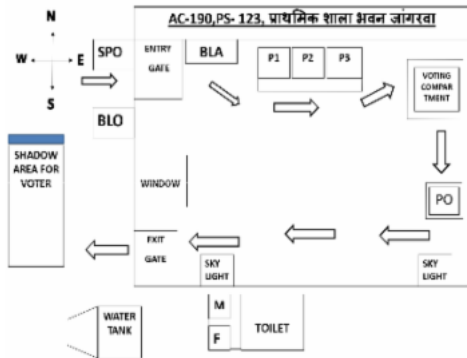 AC-190,PS- 123, प्राथमिक शाला भवन जांगरवा
N
W
E
S
SPO
ENTRY
GATE
BLA
P1
P2
P3
VOTING
COMPAR
TMENT
BLO
SHADOW
AREA FOR
VOTER
WINDOW
PO
EXIT
GATE
SKY
LIGHT
SKY
LIGHT
WATER
TANK
M
F
TOILET